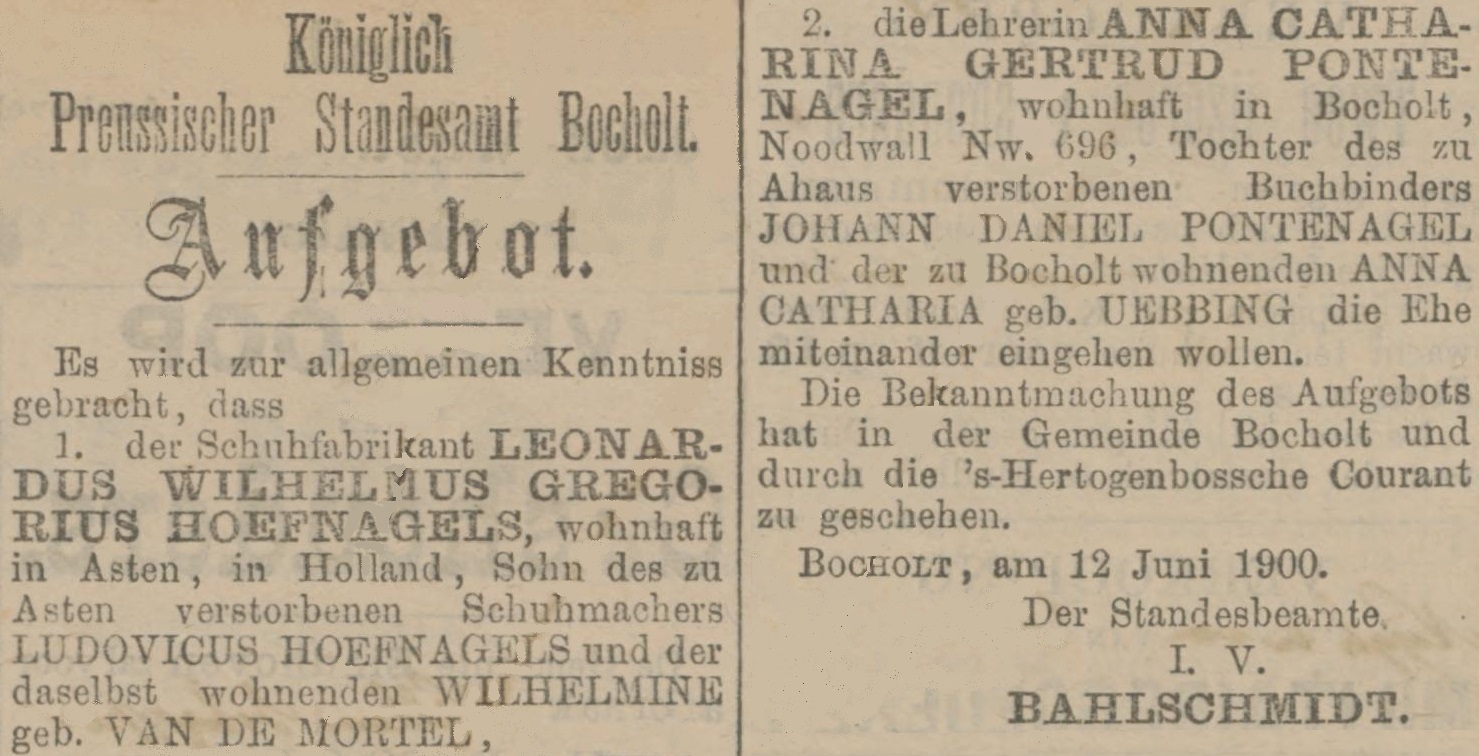 Königlich
Preussischer Standesamt Bocholt.
Aufgebot.
Es wird zur allgemeinen Kenntniss
gebracht, dass
1. der Schuhfabrikant LEONAR-
DUS WILHELMUS GREGO-
RIUS HOEFNAGELS, wohnhaft
in Asten, in Holland, Sohn des zu
Asten verstorbenen Schuhmachers
LUDOVICUS HOEFNAGELS und der
daselbst wohnenden WILHELMINE
geb. VAN DE MORTEL,
2. die Lehrerin ANNA CATHA-
RINA GERTRUD PONTE-
NAGEL, wohnhaft in Bocholt,
Noodwall Nw. 696, Tochter des zu
Ahaus verstorbenen Buchbinders
JOHANN DANIEL PONTENAGEL
und der zu Bocholt wohnenden ANNA
CATHARIA geb. UEBBING die Ehe
miteinander eingehen wollen.
Die Bekanntmachung des Aufgebots
hat in der Gemeinde Bocholt und
durch die 's-Hertogenbossche Courant
zu geschehen.
BOCHOLT, am 12 Juni 1900.
Der Standesbeamte,
I. V.
BAHLSCHMIDT.